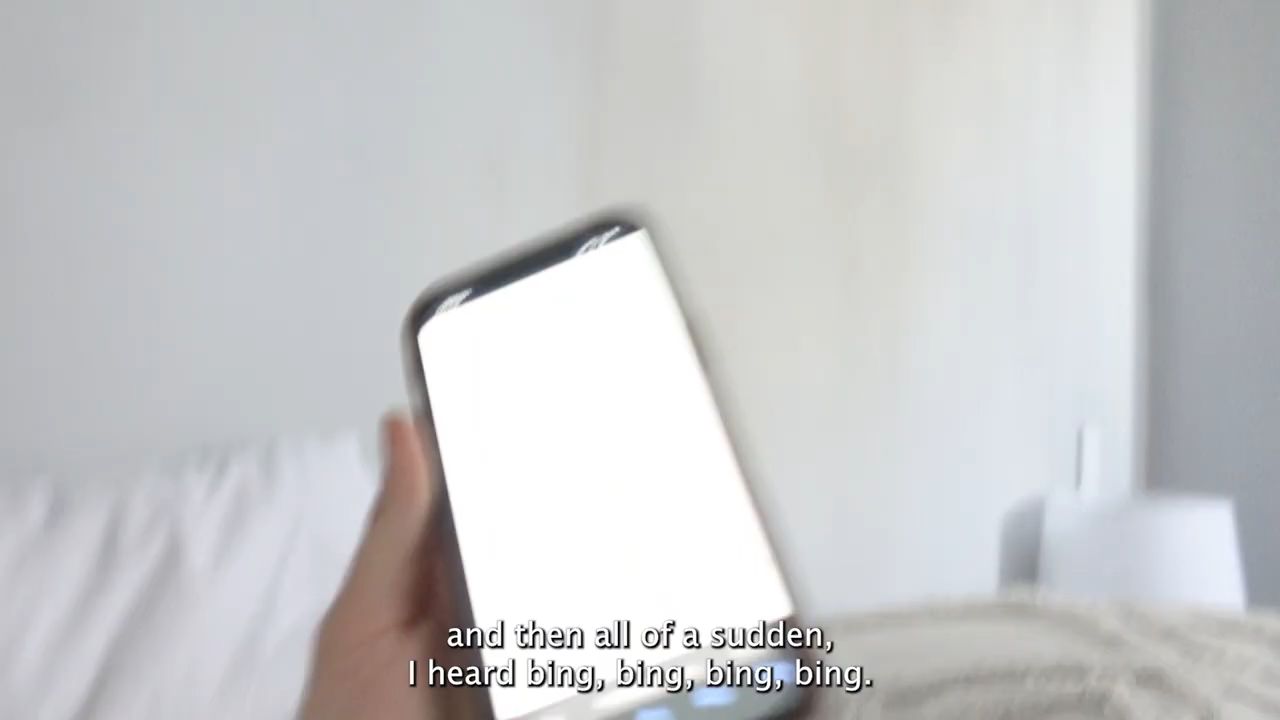 and then all of a sudden,
I heard bing, bing, bing, bing.